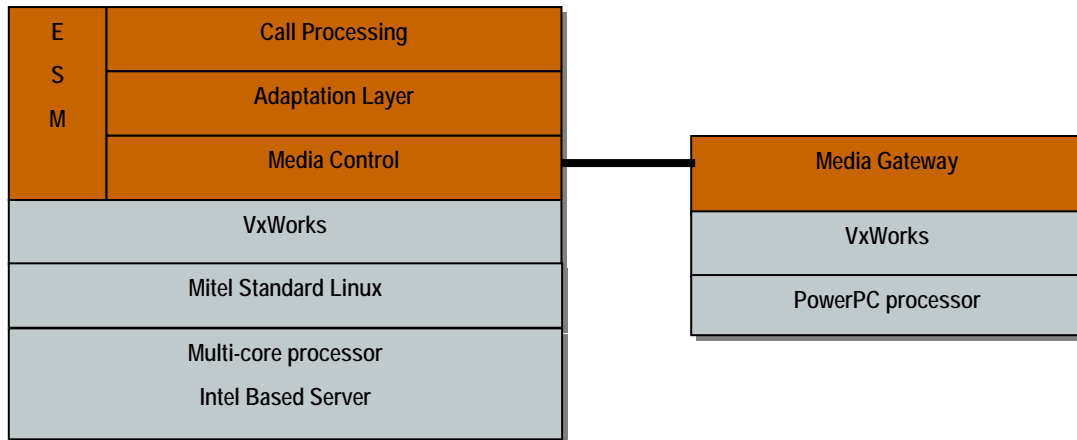 E
S
M
Call Processing
Adaptation Layer
Media Control
VxWorks
Mitel Standard Linux
Multi-core processor
Intel Based Server
Media Gateway
VxWorks
PowerPC processor